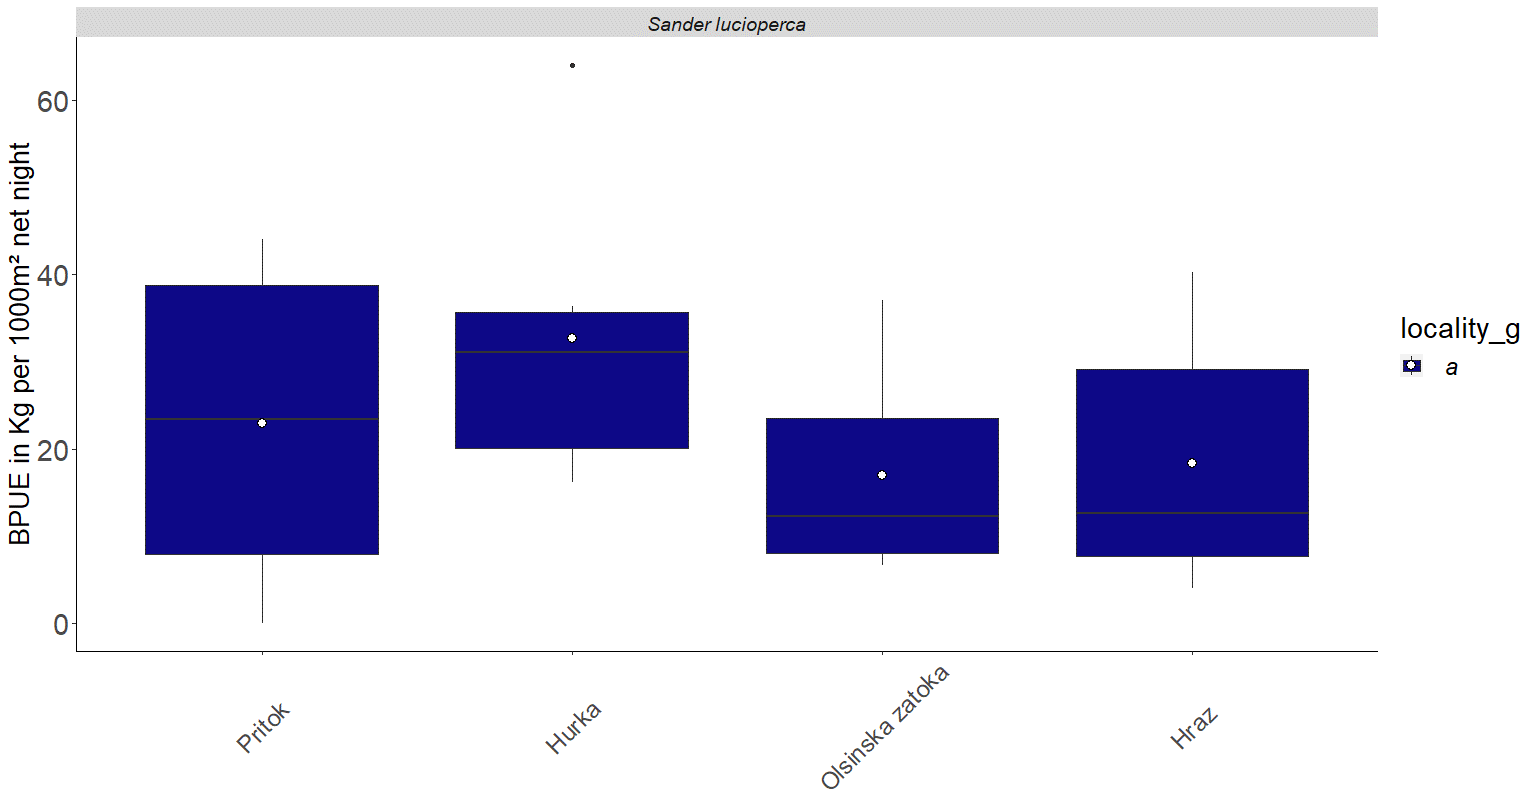 Sander lucioperca
BPUE in Kg per 1000m² net night
60
40
20
0
Pritok
Hurka
Olsinska zatoka
Hraz
locality_g
a